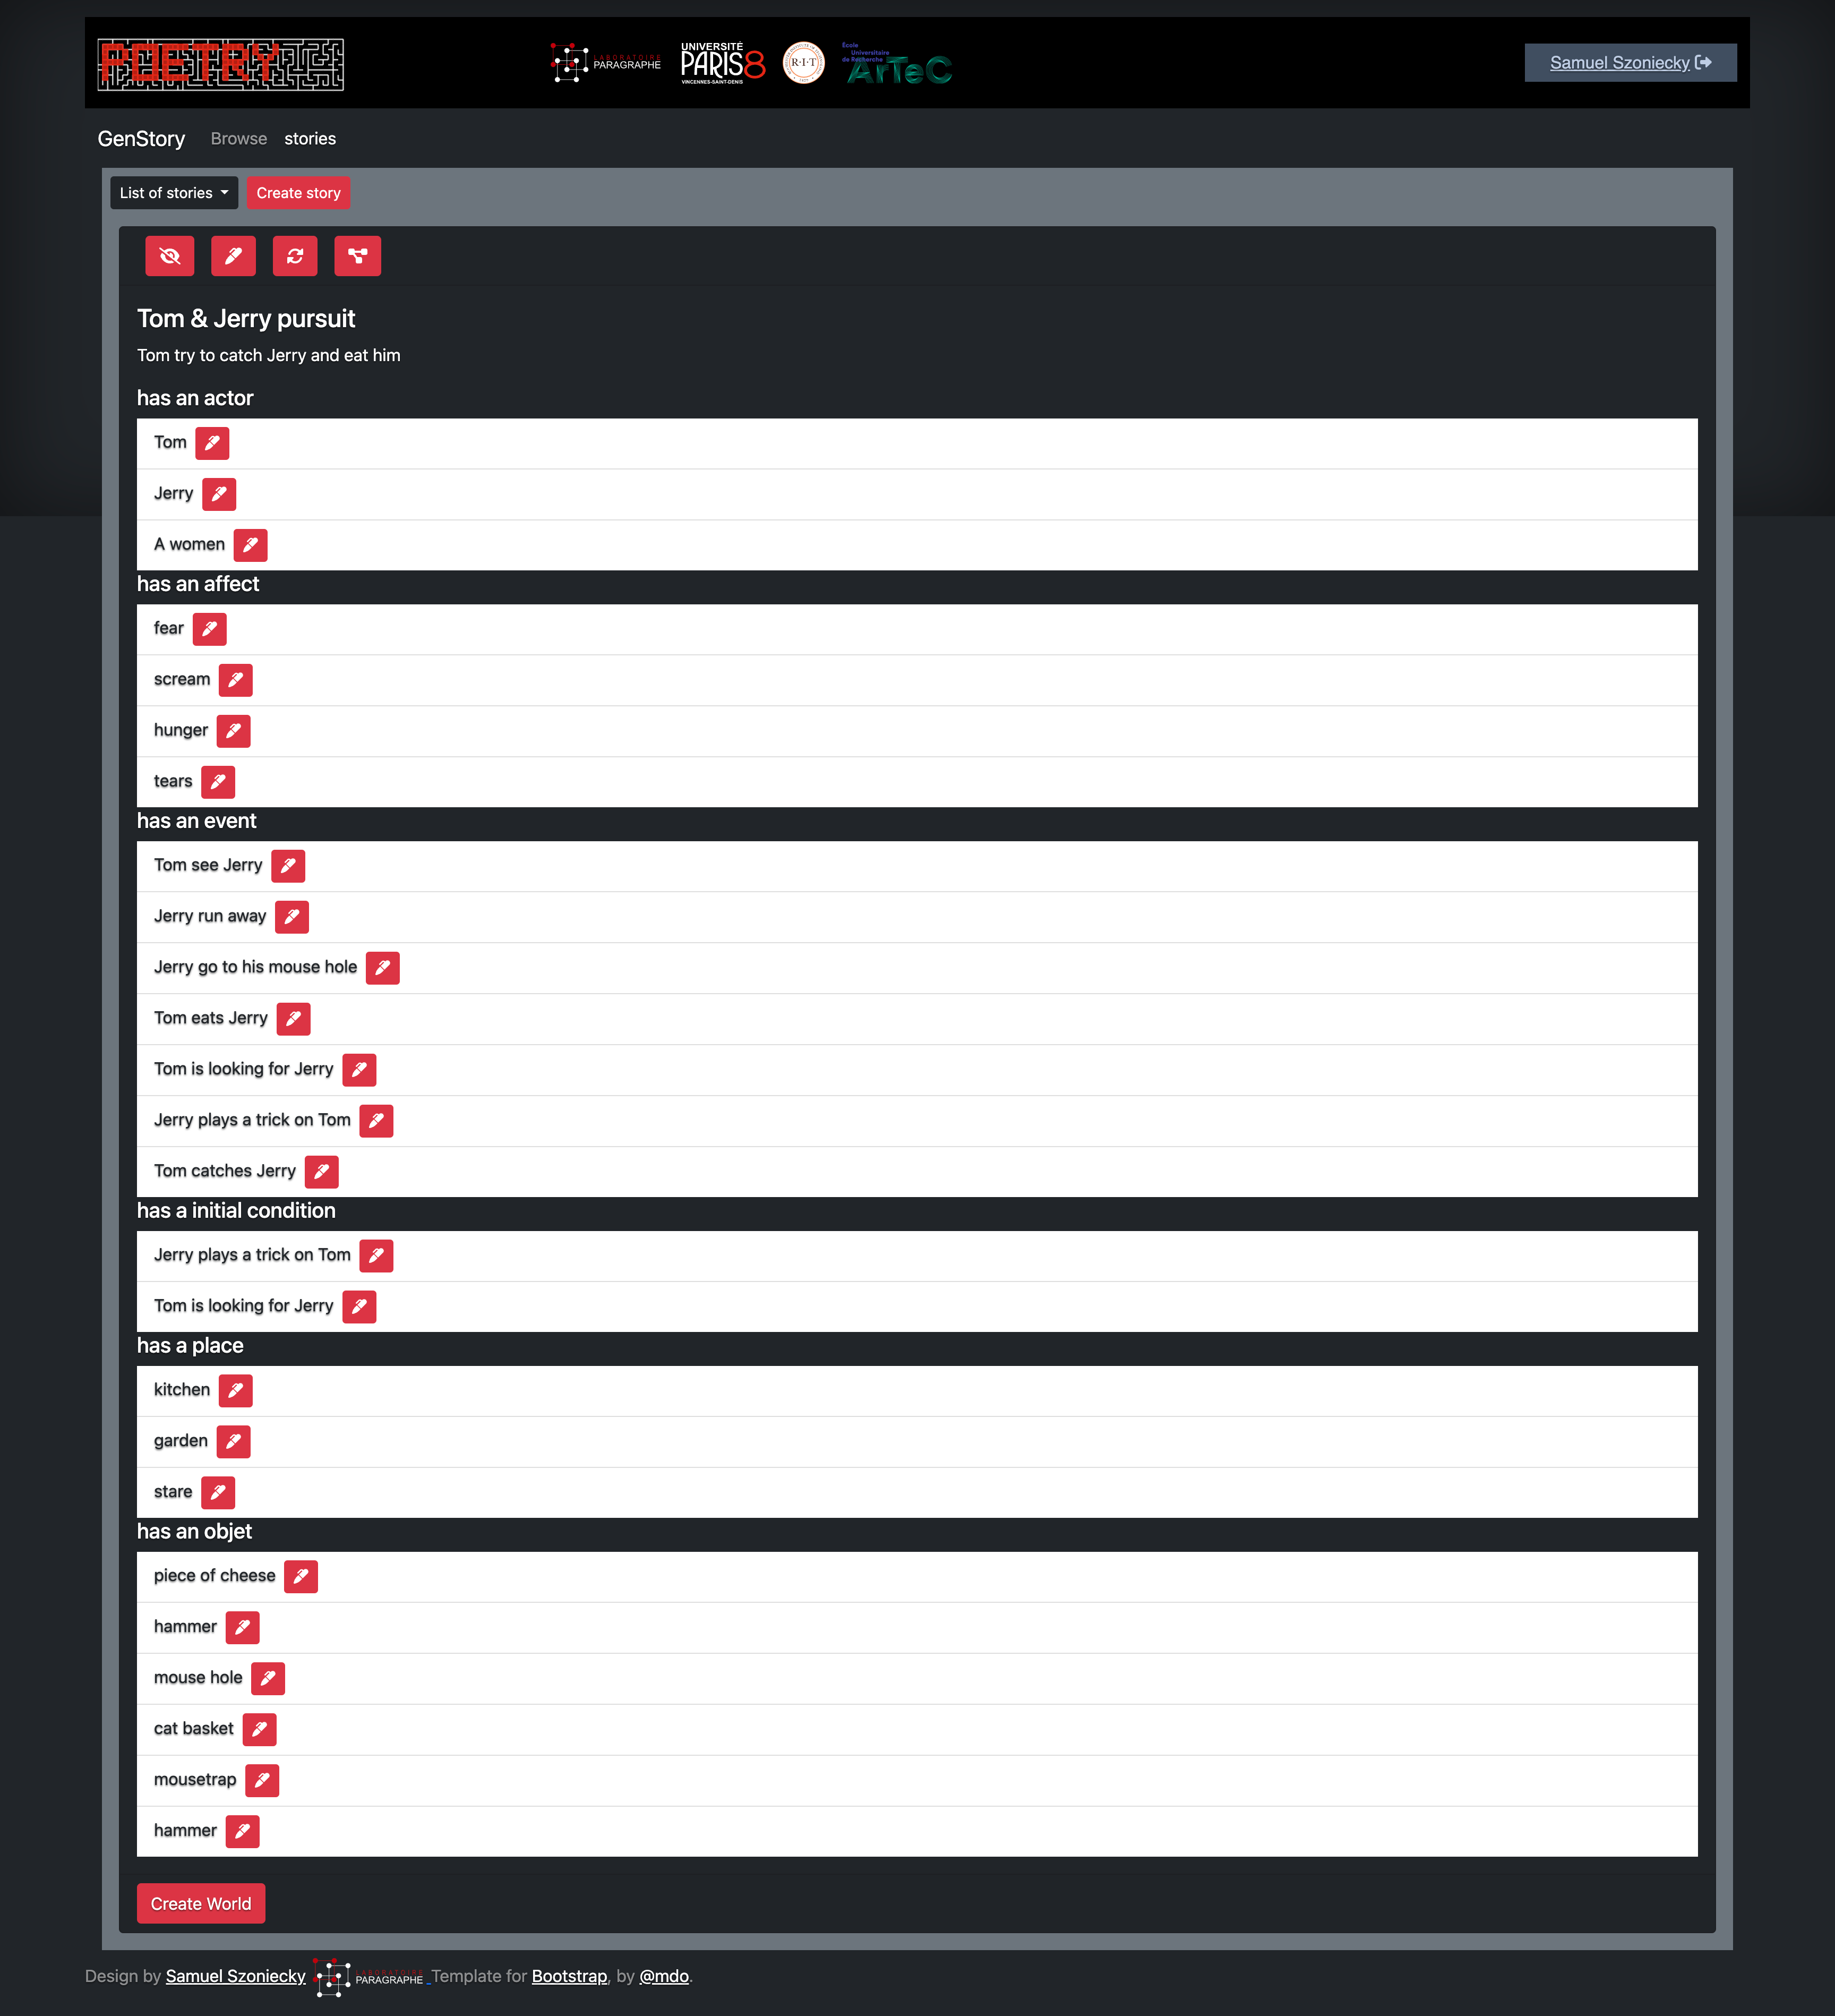 POETRY
LABORATOIRE
PARAGRAPHE
UNIVERSITÉ
PARIS8
VINCENNES-SAINT-DENIS
R·I·T
École
Universitaire
de Recherche
ArTeC
Samuel Szoniecky
GenStory Browse stories
List of stories Create story
Tom & Jerry pursuit
Tom try to catch Jerry and eat him
has an actor
Tom
Jerry
A women
has an affect
fear
scream
hunger
tears
has an event
Tom see Jerry
Jerry run away
Jerry go to his mouse hole
Tom eats Jerry
Tom is looking for Jerry
Jerry plays a trick on Tom
Tom catches Jerry
has a initial condition
Jerry plays a trick on Tom
Tom is looking for Jerry
has a place
kitchen
garden
stare
has an objet
piece of cheese
hammer
mouse hole
cat basket
mousetrap
hammer
Create World
Design by Samuel Szoniecky LABORATOIRE PARAGRAPHE Template for Bootstrap, by @mdo.